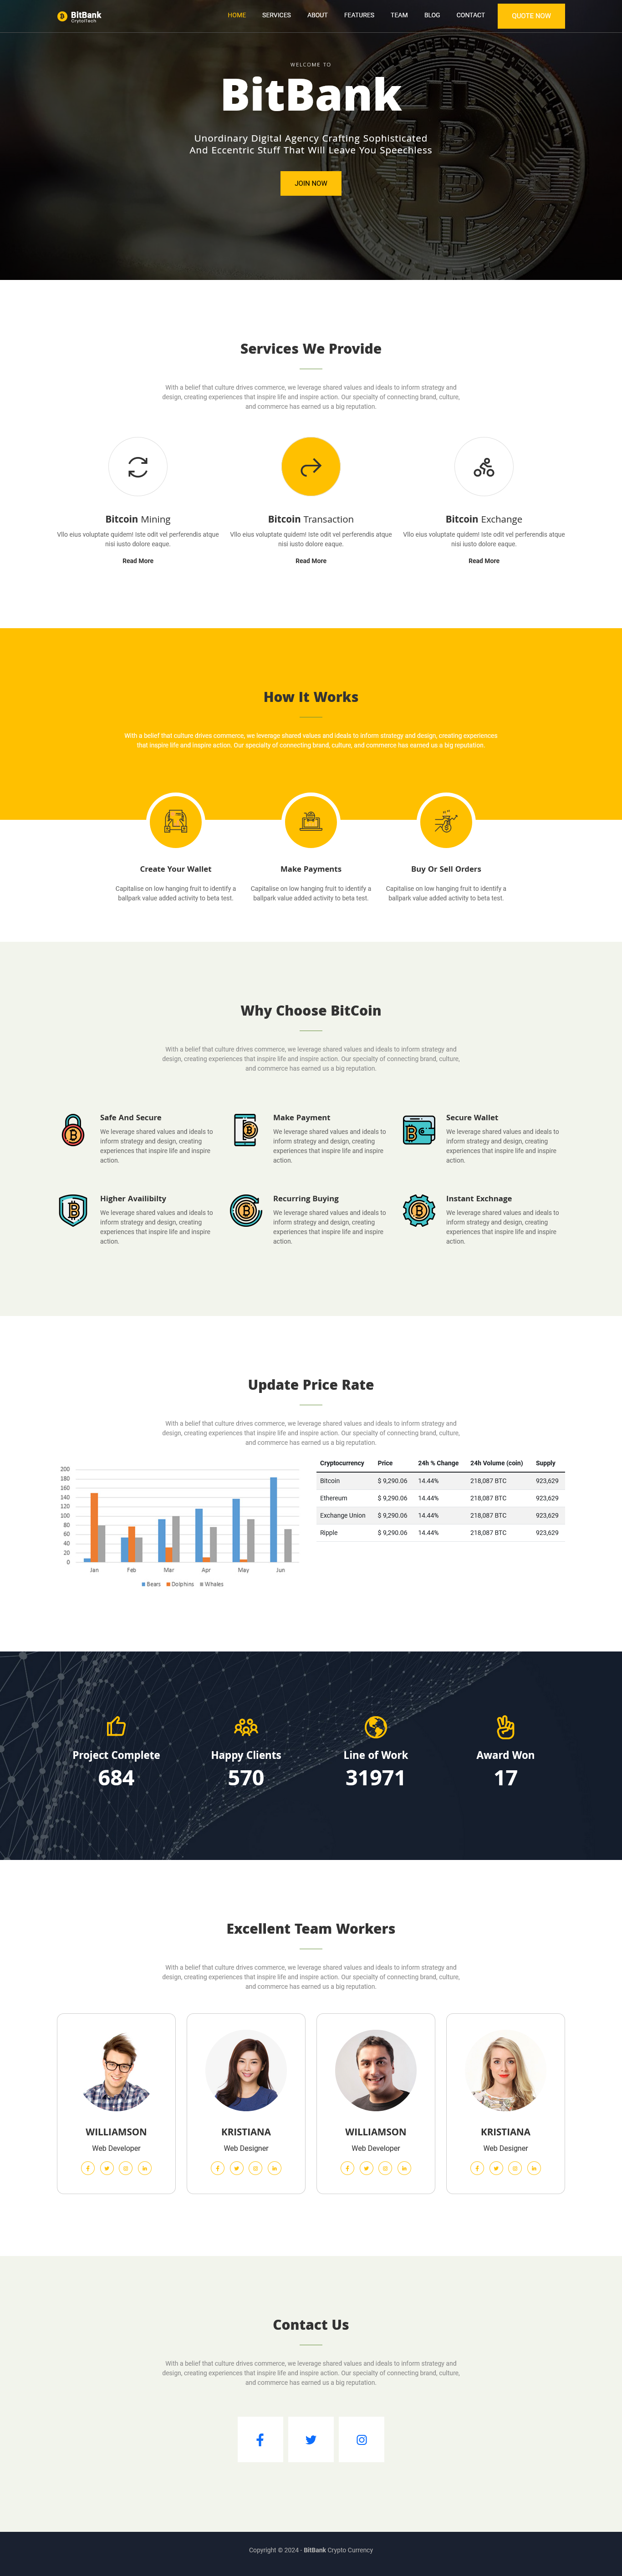 BitBank
CryptoTech
HOME SERVICES ABOUT FEATURES TEAM BLOG CONTACT QUOTE NOW
WELCOME TO
BitBank
Unordinary Digital Agency Crafting Sophisticated
And Eccentric Stuff That Will Leave You Speechless
JOIN NOW
Services We Provide
With a belief that culture drives commerce, we leverage shared values and ideals to inform strategy and
design, creating experiences that inspire life and inspire action. Our specialty of connecting brand, culture,
and commerce has earned us a big reputation.
Bitcoin Mining
Vllo eius voluptate quidem! Iste odit vel perferendis atque
nisi iusto dolore eaque.
Read More
Bitcoin Transaction
Vllo eius voluptate quidem! Iste odit vel perferendis atque
nisi iusto dolore eaque.
Read More
Bitcoin Exchange
Vllo eius voluptate quidem! Iste odit vel perferendis atque
nisi iusto dolore eaque.
Read More
How It Works
With a belief that culture drives commerce, we leverage shared values and ideals to inform strategy and design, creating experiences
that inspire life and inspire action. Our specialty of connecting brand, culture, and commerce has earned us a big reputation.
Create Your Wallet
Capitalise on low hanging fruit to identify a
ballpark value added activity to beta test.
Make Payments
Capitalise on low hanging fruit to identify a
ballpark value added activity to beta test.
Buy Or Sell Orders
Capitalise on low hanging fruit to identify a
ballpark value added activity to beta test.
Why Choose BitCoin
With a belief that culture drives commerce, we leverage shared values and ideals to inform strategy and
design, creating experiences that inspire life and inspire action. Our specialty of connecting brand, culture,
and commerce has earned us a big reputation.
Safe And Secure
We leverage shared values and ideals to
inform strategy and design, creating
experiences that inspire life and inspire
action.
Make Payment
We leverage shared values and ideals to
inform strategy and design, creating
experiences that inspire life and inspire
action.
Secure Wallet
We leverage shared values and ideals to
inform strategy and design, creating
experiences that inspire life and inspire
action.
Higher Availibilty
We leverage shared values and ideals to
inform strategy and design, creating
experiences that inspire life and inspire
action.
Recurring Buying
We leverage shared values and ideals to
inform strategy and design, creating
experiences that inspire life and inspire
action.
Instant Exchnage
We leverage shared values and ideals to
inform strategy and design, creating
experiences that inspire life and inspire
action.
Update Price Rate
With a belief that culture drives commerce, we leverage shared values and ideals to inform strategy and
design, creating experiences that inspire life and inspire action. Our specialty of connecting brand, culture,
and commerce has earned us a big reputation.
200
180
160
140
120
100
80
60
40
20
0
Jan Feb Mar Apr May Jun
Bears Dolphins Whales
Cryptocurrency Price 24h % Change 24h Volume (coin) Supply
Bitcoin $ 9,290.06 14.44% 218,087 BTC 923,629
Ethereum $ 9,290.06 14.44% 218,087 BTC 923,629
Exchange Union $ 9,290.06 14.44% 218,087 BTC 923,629
Ripple $ 9,290.06 14.44% 218,087 BTC 923,629
Project Complete
684
Happy Clients
570
Line of Work
31971
Award Won
17
Excellent Team Workers
With a belief that culture drives commerce, we leverage shared values and ideals to inform strategy and
design, creating experiences that inspire life and inspire action. Our specialty of connecting brand, culture,
and commerce has earned us a big reputation.
WILLIAMSON
Web Developer
KRISTIANA
Web Designer
WILLIAMSON
Web Developer
KRISTIANA
Web Designer
Contact Us
With a belief that culture drives commerce, we leverage shared values and ideals to inform strategy and
design, creating experiences that inspire life and inspire action. Our specialty of connecting brand, culture,
and commerce has earned us a big reputation.
Copyright © 2024 - BitBank Crypto Currency